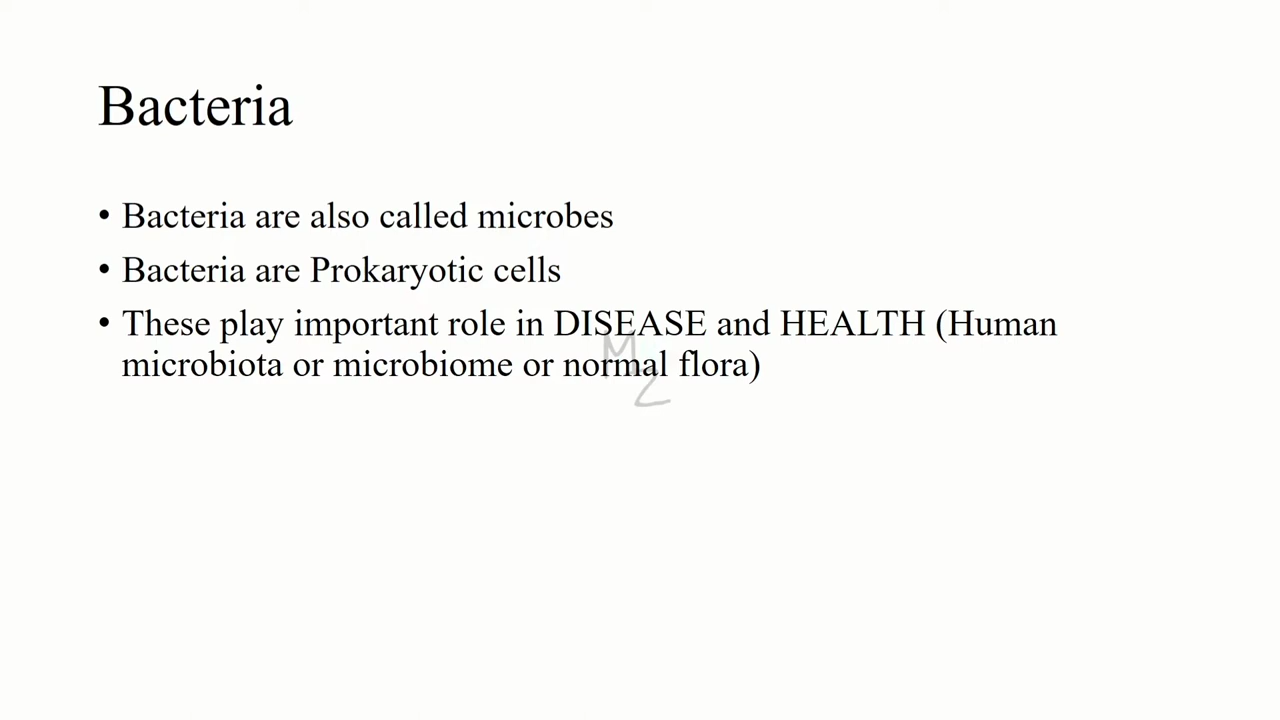 Bacteria
• Bacteria are also called microbes
• Bacteria are Prokaryotic cells
• These play important role in DISEASE and HEALTH (Human
microbiota or microbiome or normal flora)
M
2